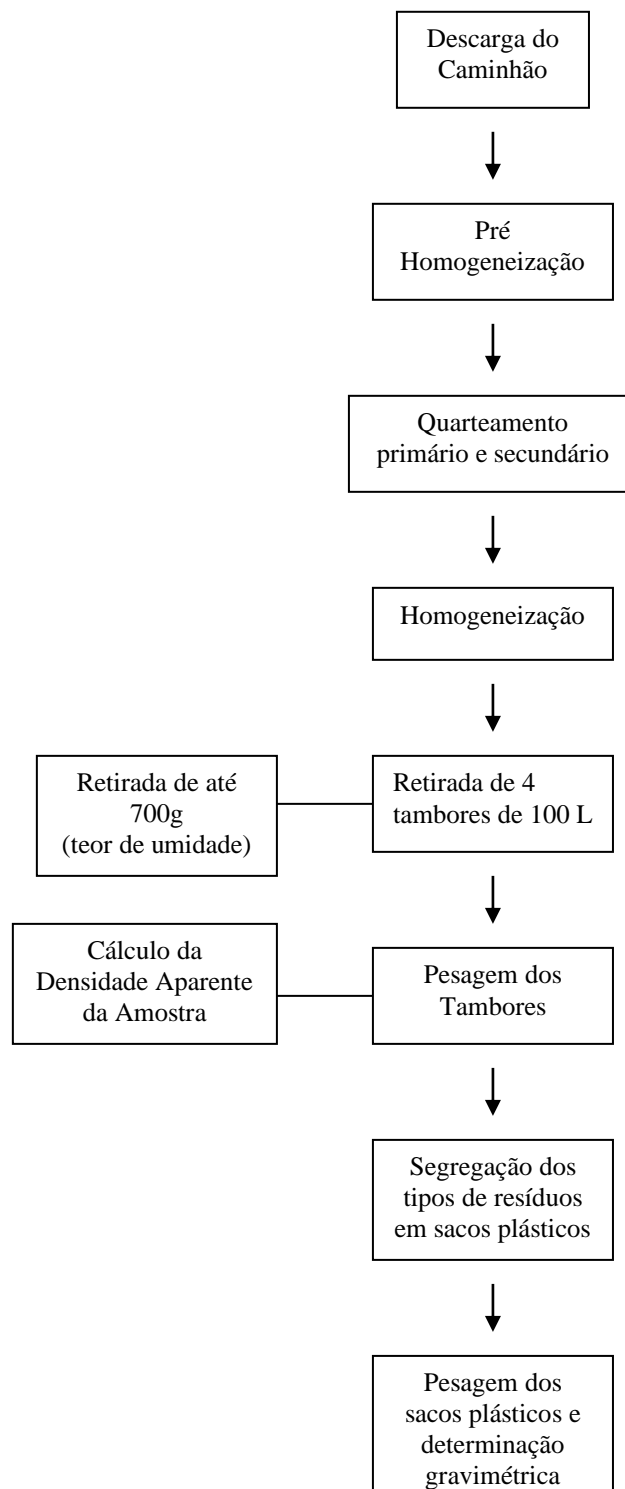 Descarga do
Caminhão
Pré
Homogeneização
Quarteamento
primário e secundário
Homogeneização
Retirada de até
700g
(teor de umidade)
Retirada de 4
tambores de 100 L
Cálculo da
Densidade Aparente
da Amostra
Pesagem dos
Tambores
Segregação dos
tipos de resíduos
em sacos plásticos
Pesagem dos
sacos plásticos e
determinação
gravimétrica